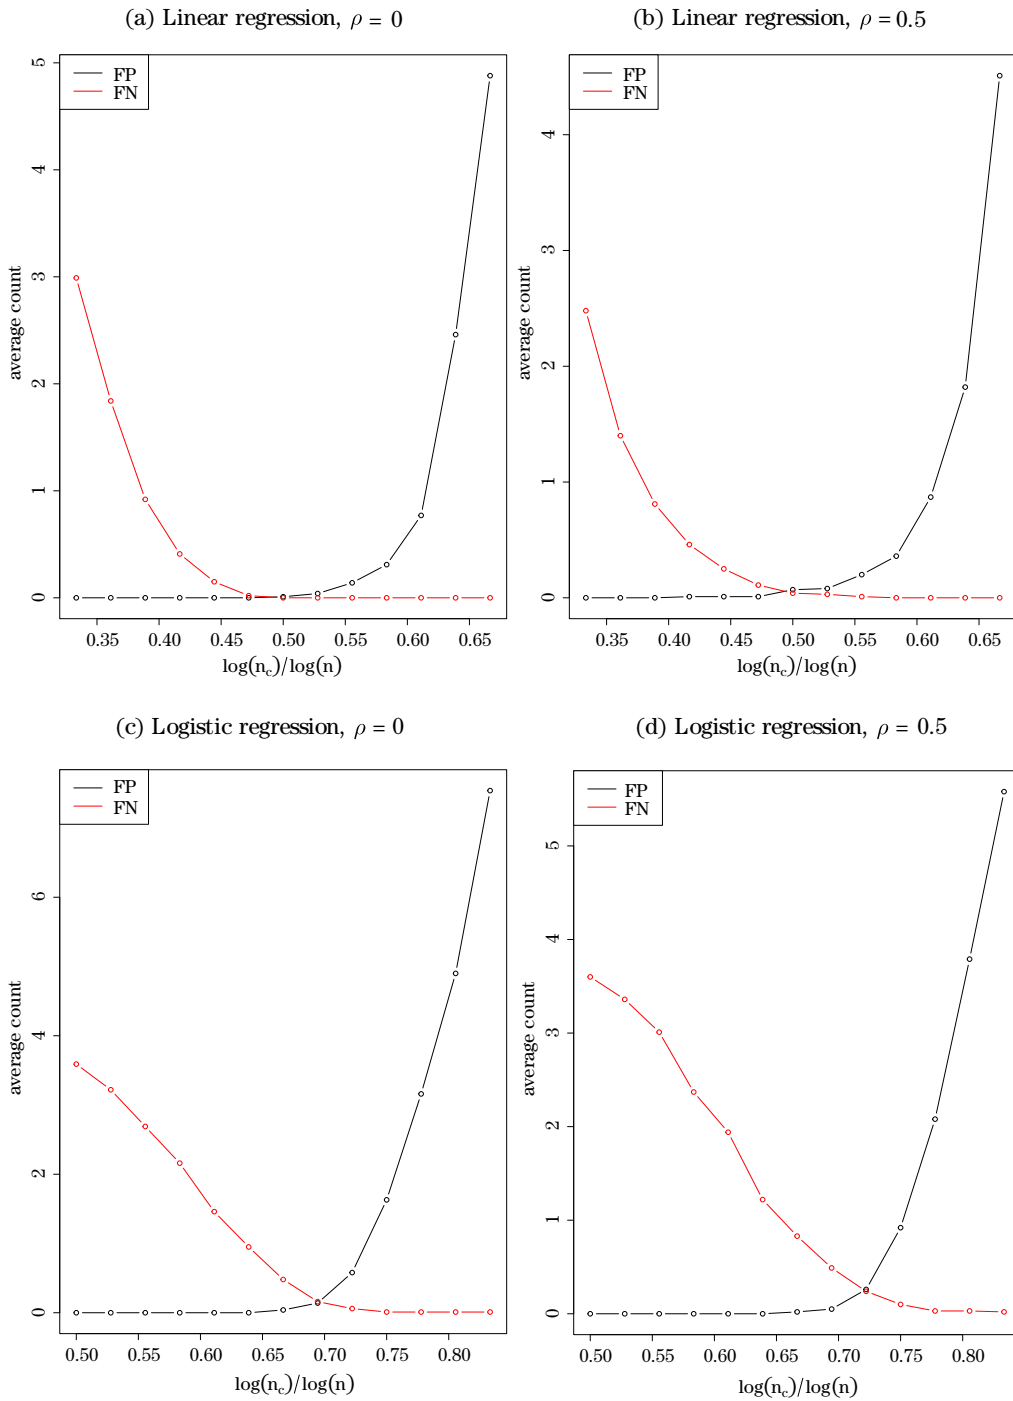 (a) Linear regression, ρ = 0
FP
FN
average count
0
1
2
3
4
5
0.35 0.40 0.45 0.50 0.55 0.60 0.65
log(n_c)/log(n)
(b) Linear regression, ρ = 0.5
FP
FN
average count
0
1
2
3
4
0.35 0.40 0.45 0.50 0.55 0.60 0.65
log(n_c)/log(n)
(c) Logistic regression, ρ = 0
FP
FN
average count
0
2
4
6
0.50 0.55 0.60 0.65 0.70 0.75 0.80
log(n_c)/log(n)
(d) Logistic regression, ρ = 0.5
FP
FN
average count
0
1
2
3
4
5
0.50 0.55 0.60 0.65 0.70 0.75 0.80
log(n_c)/log(n)